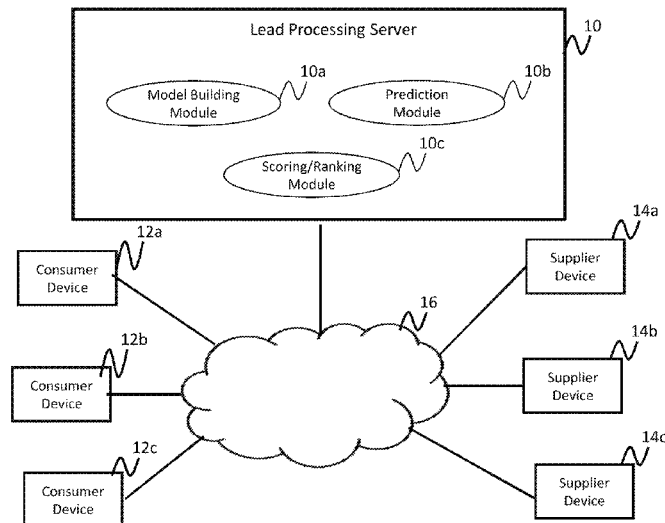 Lead Processing Server
10
10a
10b
Model Building
Module
Prediction
Module
10c
Scoring/Ranking
Module
12a
14a
Consumer
Device
Supplier
Device
16
12b
14b
Consumer
Device
Supplier
Device
12c
14c
Consumer
Device
Supplier
Device